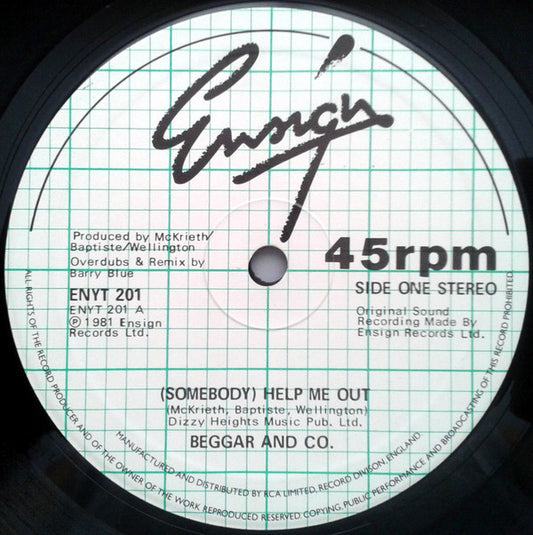 Ensign
Produced by McKrieth/
Baptiste/Wellington
Overdubs & Remix by
Barry Blue
ENYT 201
ENYT 201 A
Ⓟ 1981 Ensign
Records Ltd.
45rpm
SIDE ONE STEREO
Original Sound
Recording Made By
Ensign Records Ltd.
(SOMEBODY) HELP ME OUT
(McKrieth, Baptiste, Wellington)
Dizzy Heights Music Pub. Ltd.
BEGGAR AND CO.
MANUFACTURED AND DISTRIBUTED BY RCA LIMITED, RECORD DIVISON, ENGLAND.
ALL RIGHTS OF THE RECORD PRODUCER AND OF THE OWNER OF THE WORK REPRODUCED RESERVED. COPYING, PUBLIC PERFORMANCE AND BROADCASTING OF THIS RECORD PROHIBITED